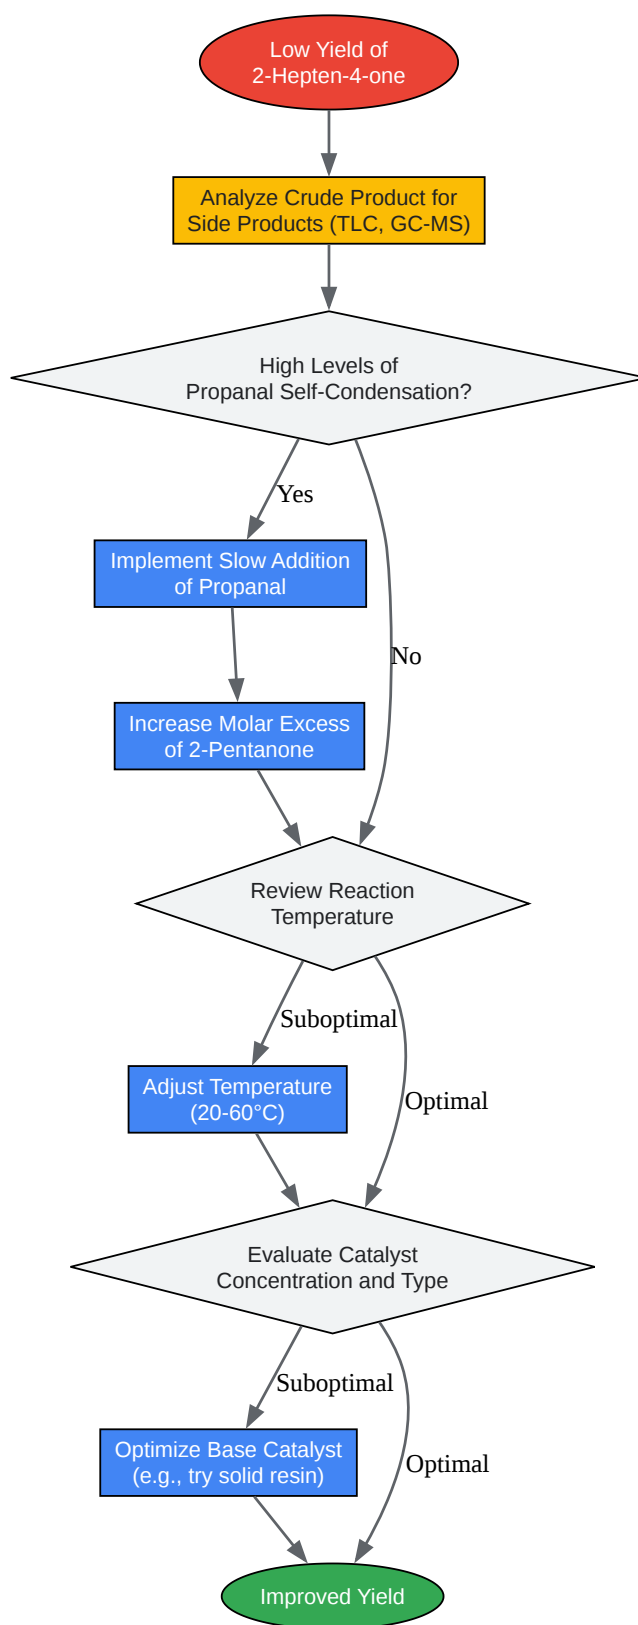 Low Yield of
2-Hepten-4-one
Analyze Crude Product for
Side Products (TLC, GC-MS)
High Levels of
Propanal Self-Condensation?
Yes
Implement Slow Addition
of Propanal
No
Increase Molar Excess
of 2-Pentanone
Review Reaction
Temperature
Suboptimal
Adjust Temperature
(20-60°C)
Optimal
Evaluate Catalyst
Concentration and Type
Suboptimal
Optimize Base Catalyst
(e.g., try solid resin)
Optimal
Improved Yield